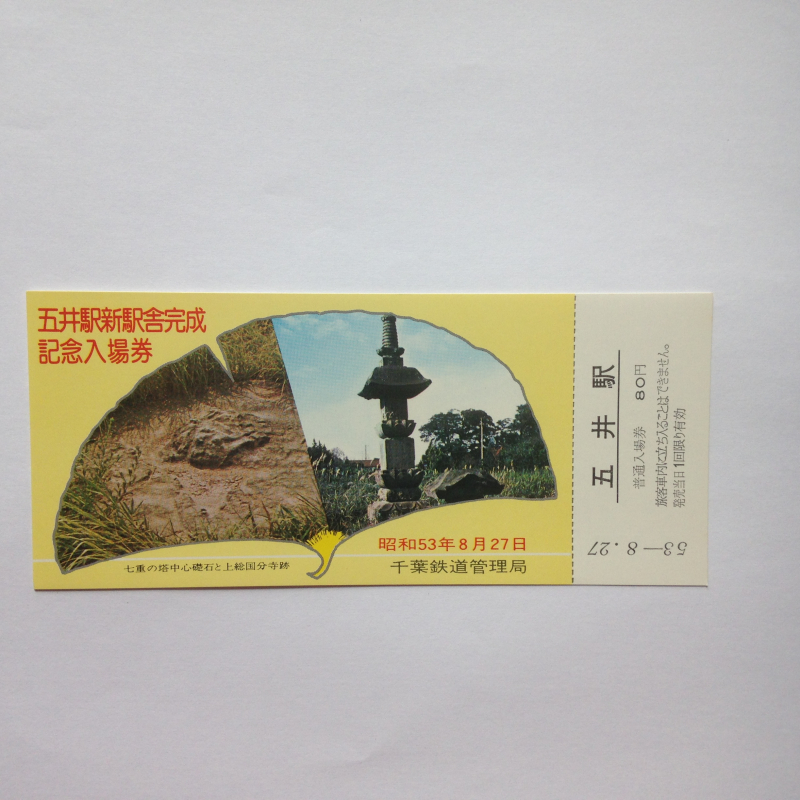 五井駅新駅舎完成
記念入場券
昭和53年8月27日
七重の塔中心礎石と上総国分寺跡
千葉鉄道管理局
五井駅
普通入場券 80円
旅客車内に立ち入ることはできません。
発売当日1回限り有効
53-8.27